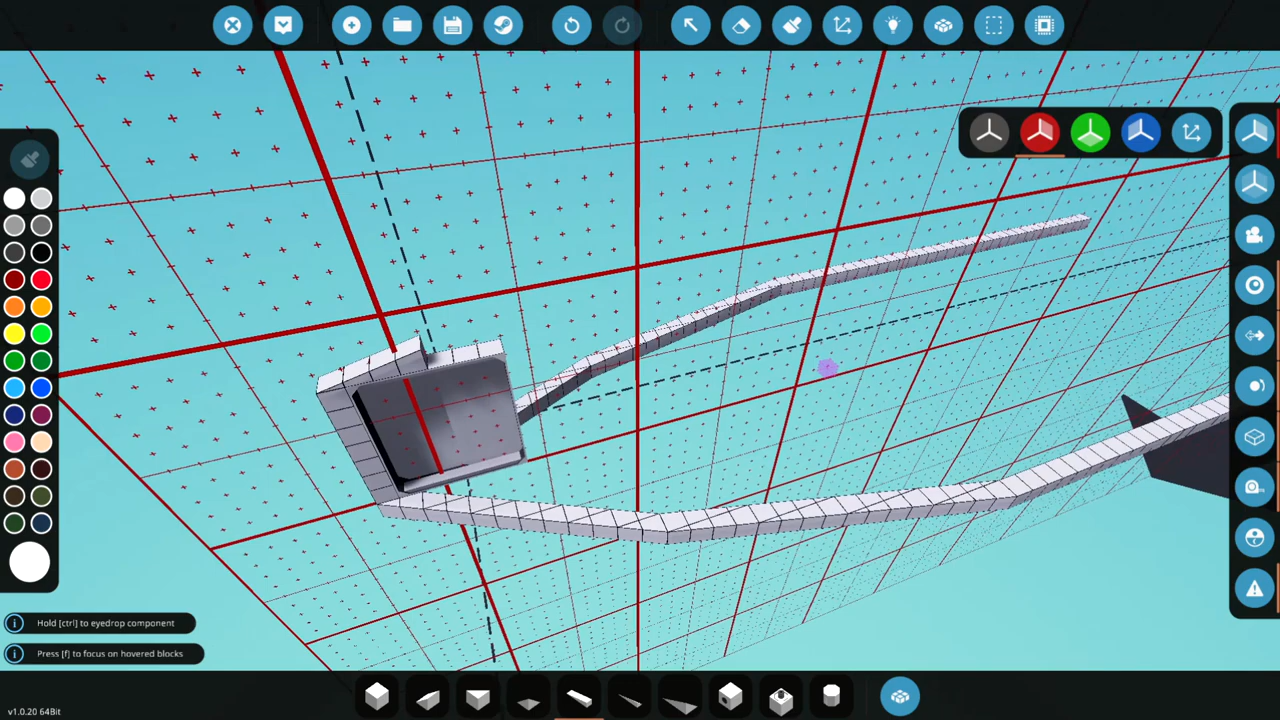 Hold [ctrl] to eyedrop component
Press [f] to focus on hovered blocks
v1.0.20 64Bit